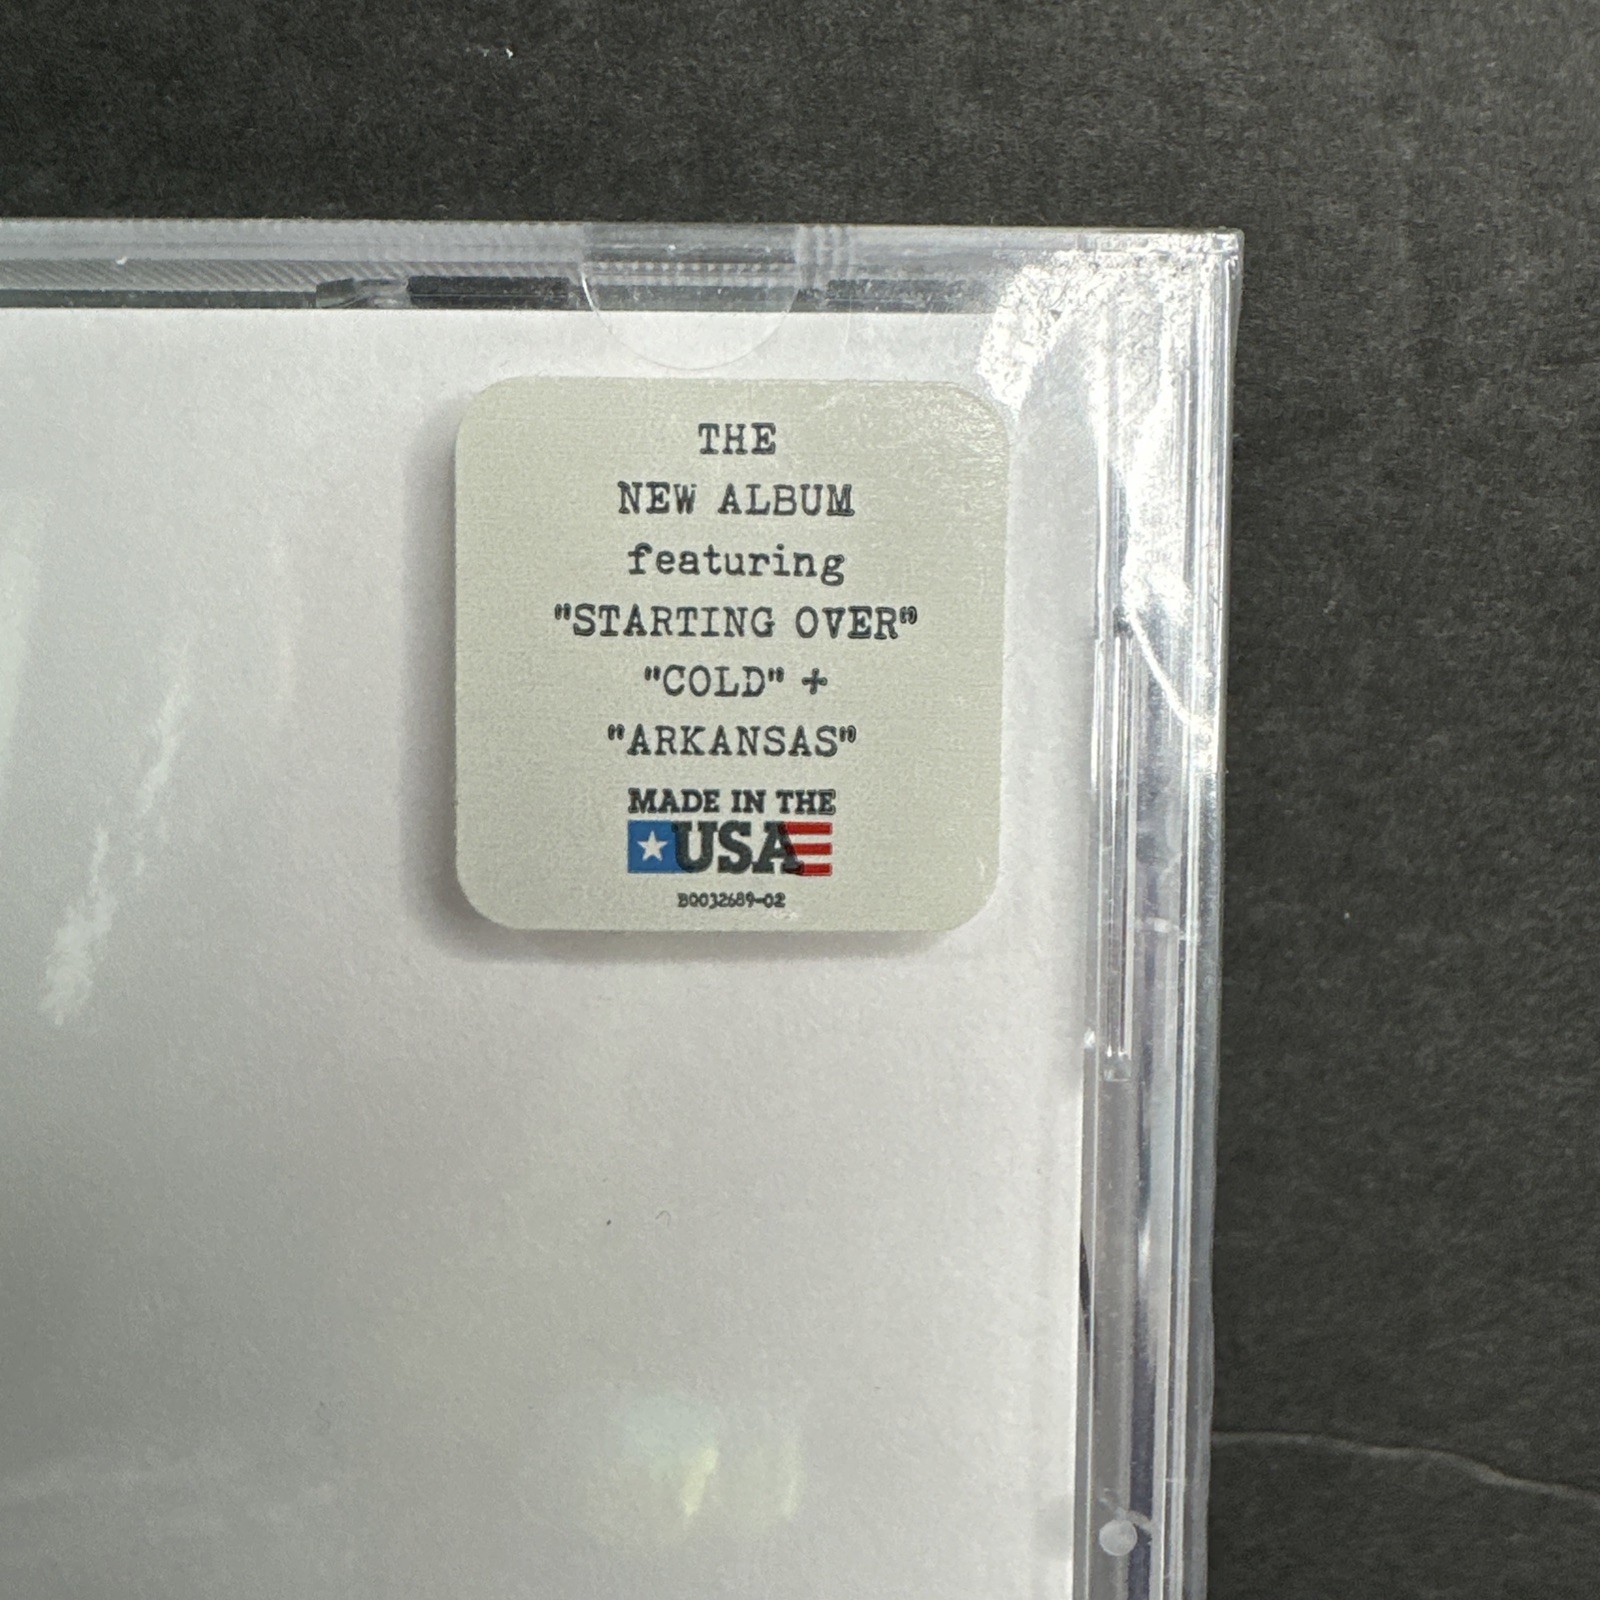 THE
NEW ALBUM
featuring
"STARTING OVER"
"COLD" +
"ARKANSAS"
MADE IN THE
USA
B0032689-02